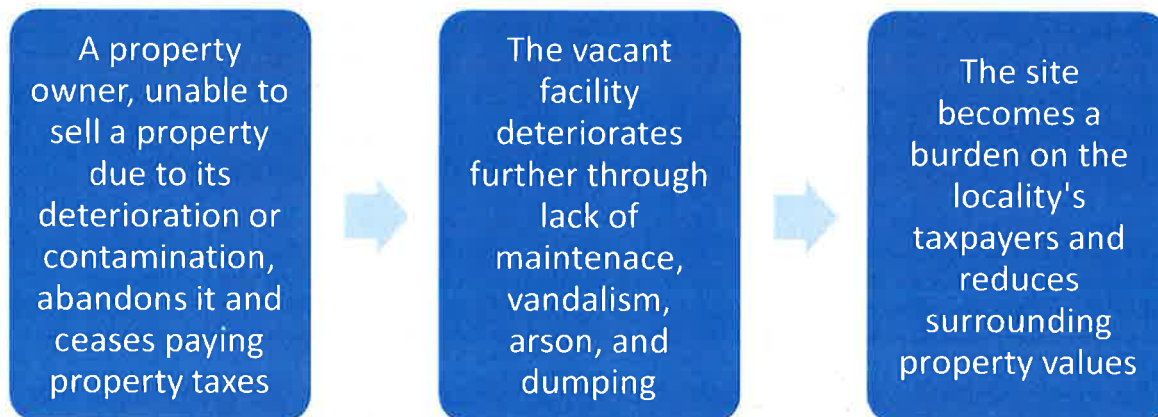 A property
owner, unable to
sell a property
due to its
deterioration or
contamination,
abandons it and
ceases paying
property taxes
The vacant
facility
deteriorates
further through
lack of
maintenace,
vandalism,
arson, and
dumping
The site
becomes a
burden on the
locality's
taxpayers and
reduces
surrounding
property values